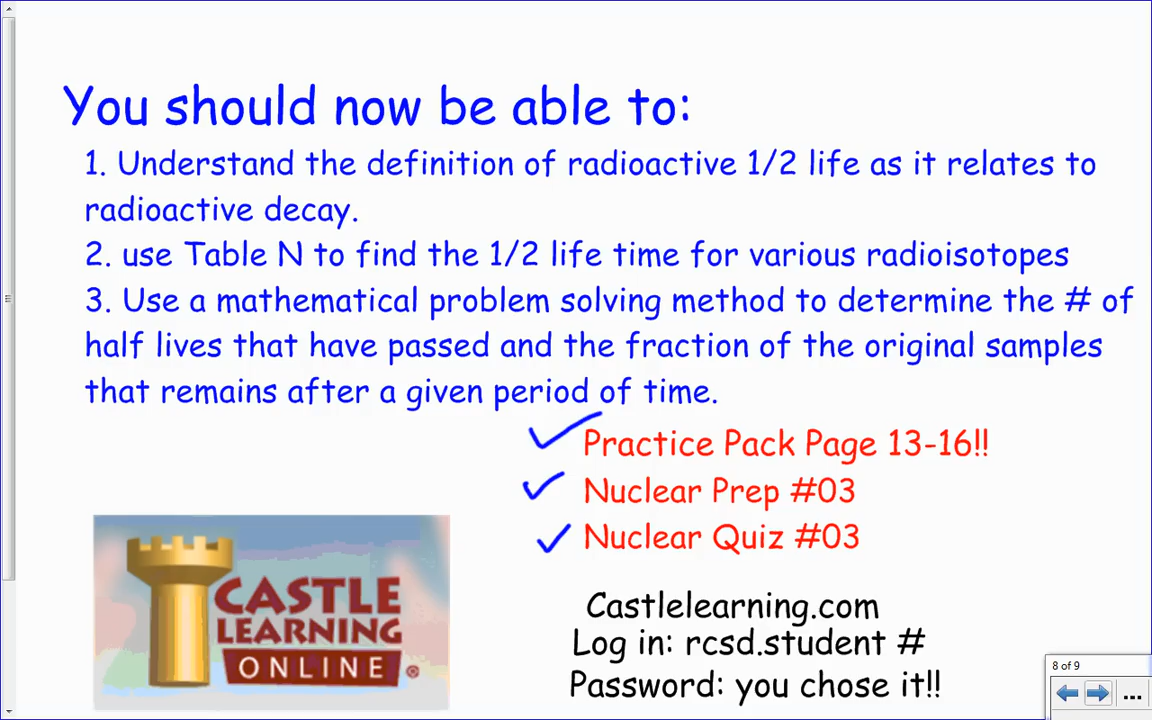 You should now be able to:
1. Understand the definition of radioactive 1/2 life as it relates to
radioactive decay.
2. use Table N to find the 1/2 life time for various radioisotopes
3. Use a mathematical problem solving method to determine the # of
half lives that have passed and the fraction of the original samples
that remains after a given period of time.
Practice Pack Page 13-16!!
Nuclear Prep #03
Nuclear Quiz #03
CASTLE
LEARNING
ONLINE
Castlelearning.com
Log in: rcsd.student #
Password: you chose it!!
8 of 9
...